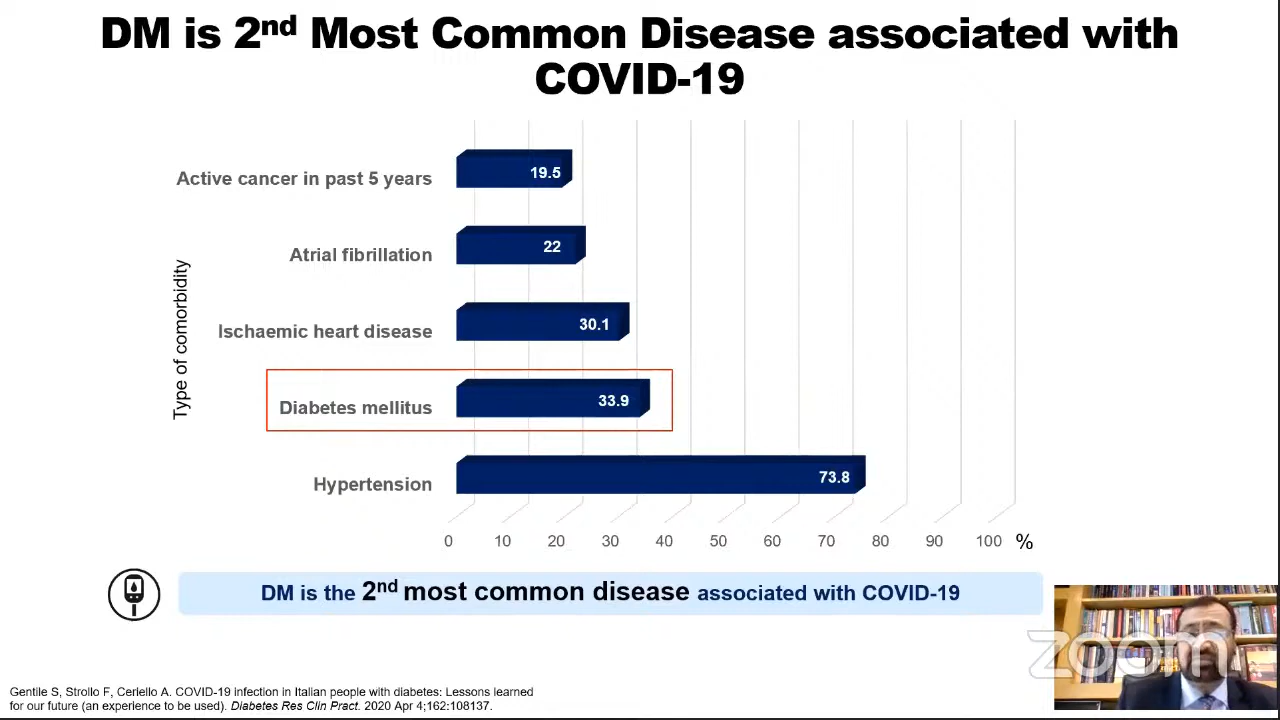 DM is 2nd Most Common Disease associated with
COVID-19
Type of comorbidity
Active cancer in past 5 years
19.5
Atrial fibrillation
22
Ischaemic heart disease
30.1
Diabetes mellitus
33.9
Hypertension
73.8
0 10 20 30 40 50 60 70 80 90 100 %
DM is the 2nd most common disease associated with COVID-19
zoom
Gentile S, Strollo F, Ceriello A. COVID-19 infection in Italian people with diabetes: Lessons learned
for our future (an experience to be used). Diabetes Res Clin Pract. 2020 Apr 4;162:108137.